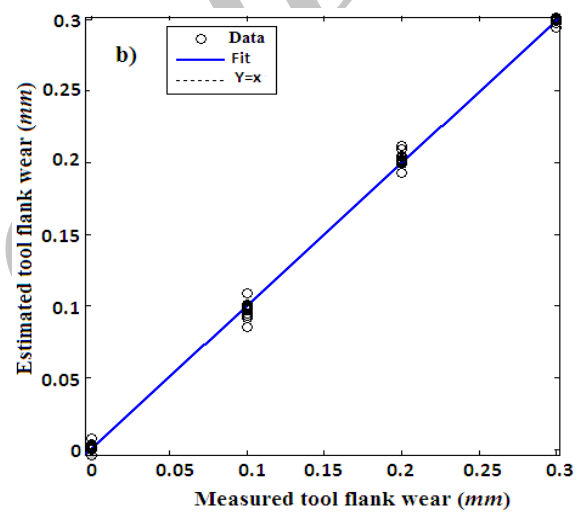 b)
Data
Fit
Y=x
Estimated tool flank wear (mm)
0.3
0.25
0.2
0.15
0.1
0.05
0
0 0.05 0.1 0.15 0.2 0.25 0.3
Measured tool flank wear (mm)